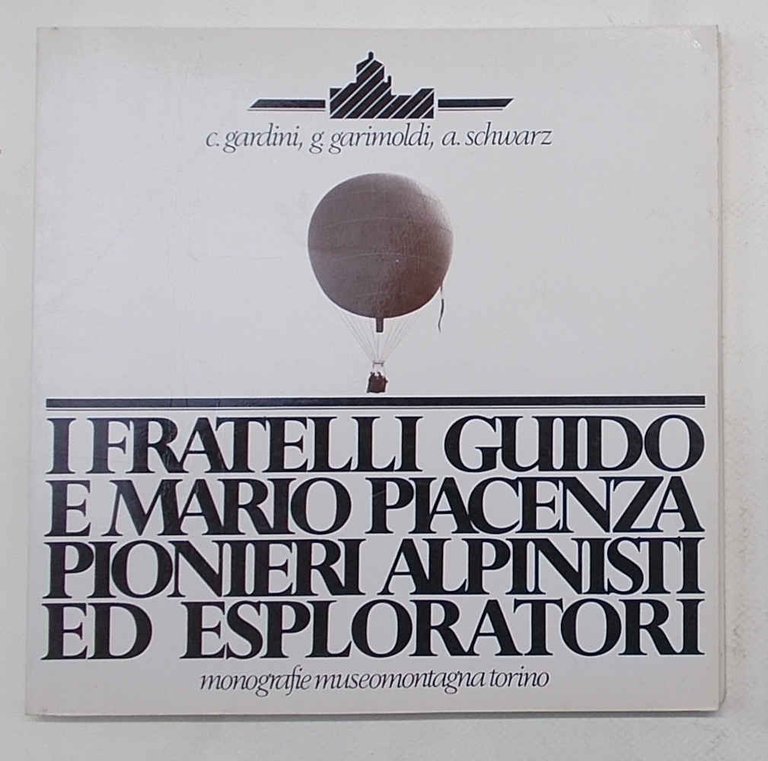 c. gardini, g. garimoldi, a. schwarz
I FRATELLI GUIDO
E MARIO PIACENZA
PIONIERI ALPINISTI
ED ESPLORATORI
monografie museomontagna torino